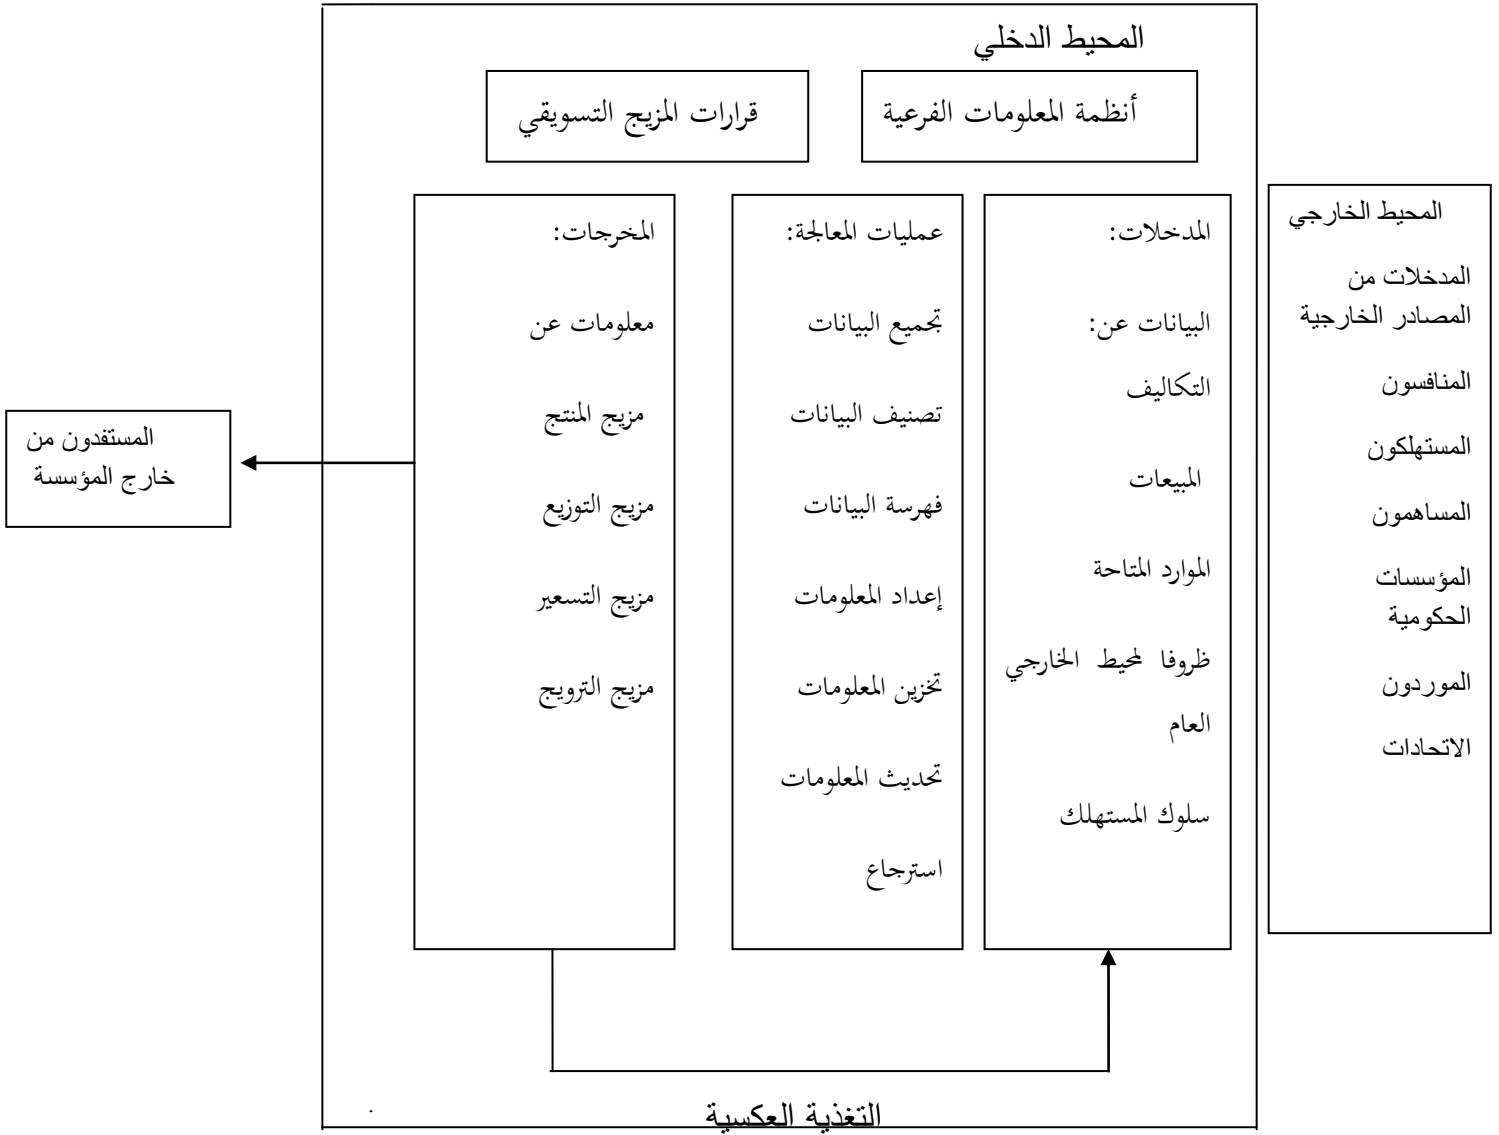 المحيط الدخلي
أنظمة المعلومات الفرعية
قرارات المزيج التسويقي
المحيط الخارجي
المدخلات من
المصادر الخارجية
المنافسون
المستهلكون
المساهمون
المؤسسات
الحكومية
الموردون
الاتحادات
المدخلات:
البيانات عن:
التكاليف
المبيعات
الموارد المتاحة
ظروفا لمحيط الخارجي
العام
سلوك المستهلك
عمليات المعالجة:
تجميع البيانات
تصنيف البيانات
فهرسة البيانات
إعداد المعلومات
تخزين المعلومات
تحديث المعلومات
استرجاع
المخرجات:
معلومات عن
مزيج المنتج
مزيج التوزيع
مزيج التسعير
مزيج الترويج
المستفدون من
خارج المؤسسة
التغذية العكسية